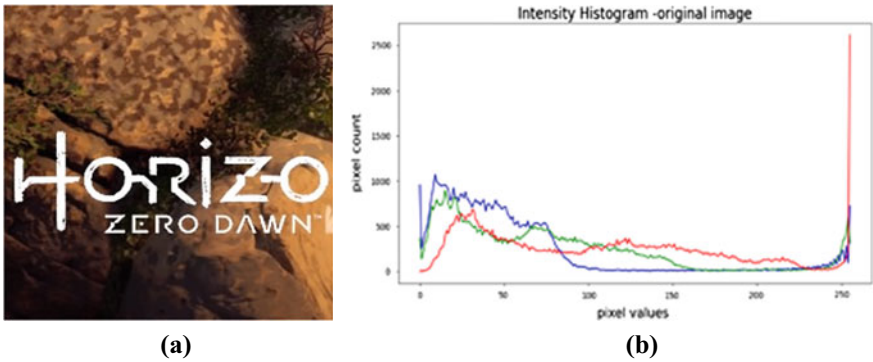 HORIZO
ZERO DAWN™
(a)
Intensity Histogram -original image
pixel count
2500
2000
1500
1000
500
0
0
50
100
150
200
250
pixel values
(b)